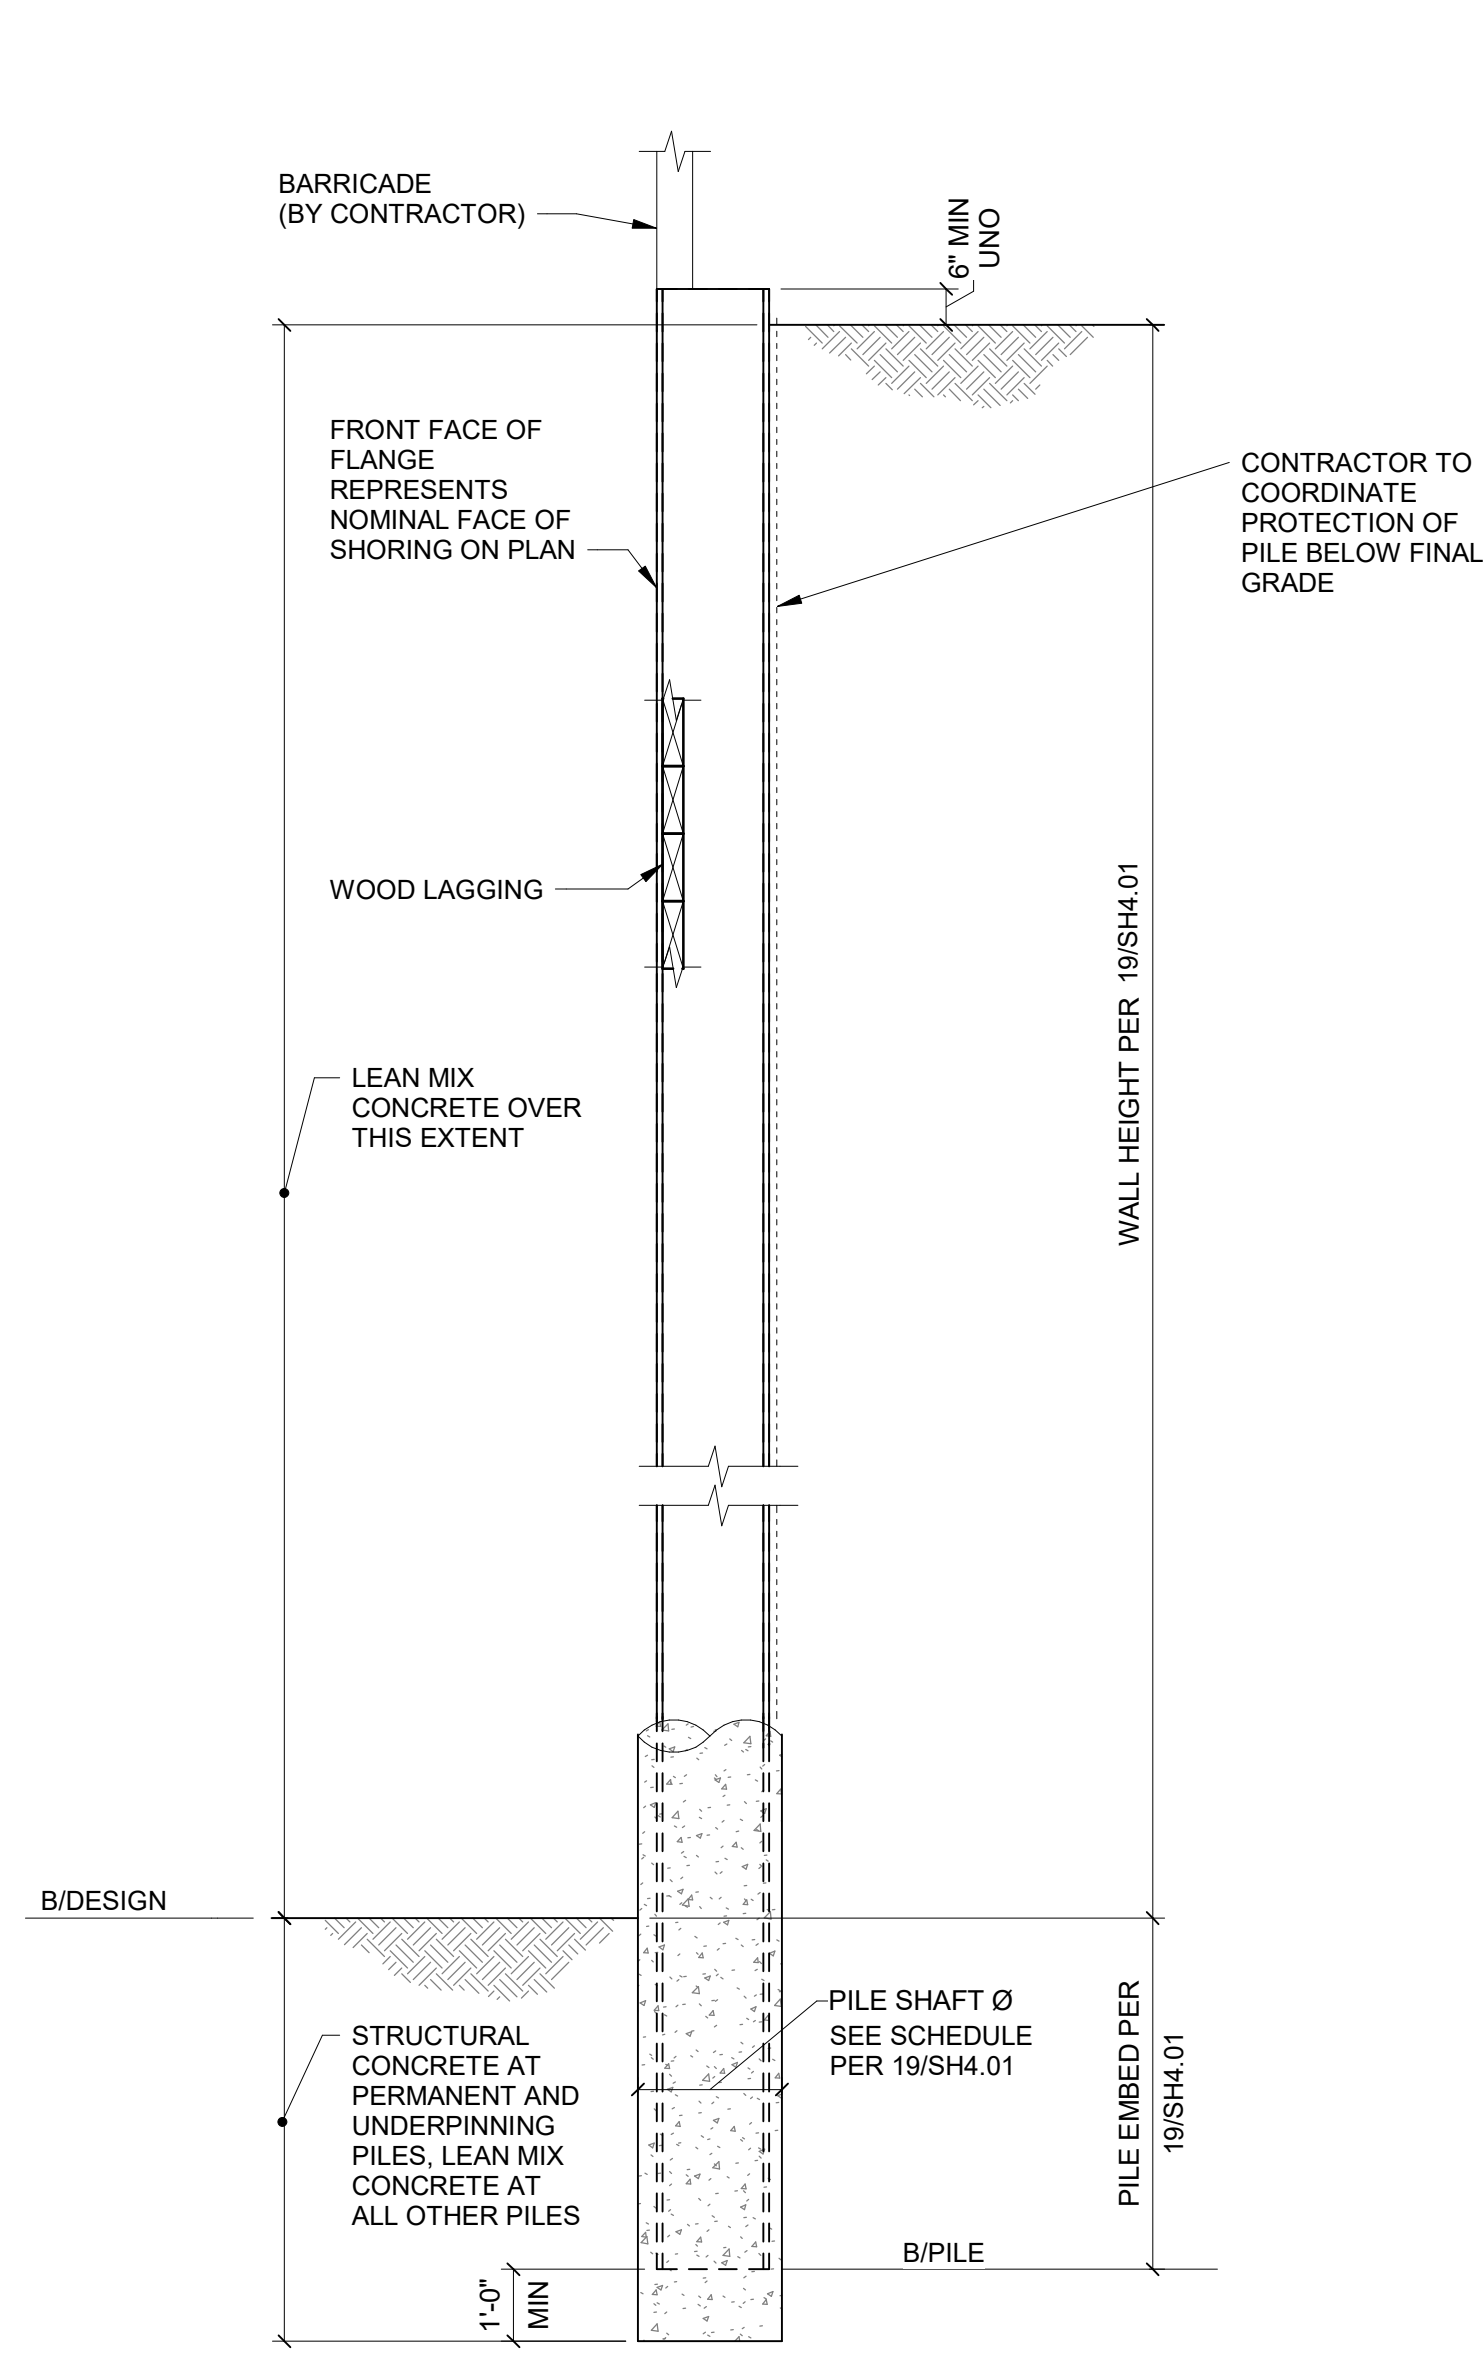 BARRICADE
(BY CONTRACTOR)
6" MIN
UNO
FRONT FACE OF
FLANGE
REPRESENTS
NOMINAL FACE OF
SHORING ON PLAN
CONTRACTOR TO
COORDINATE
PROTECTION OF
PILE BELOW FINAL
GRADE
WOOD LAGGING
WALL HEIGHT PER 19/SH4.01
LEAN MIX
CONCRETE OVER
THIS EXTENT
B/DESIGN
PILE SHAFT Ø
SEE SCHEDULE
PER 19/SH4.01
STRUCTURAL
CONCRETE AT
PERMANENT AND
UNDERPINNING
PILES, LEAN MIX
CONCRETE AT
ALL OTHER PILES
PILE EMBED PER
19/SH4.01
B/PILE
1'-0"
MIN